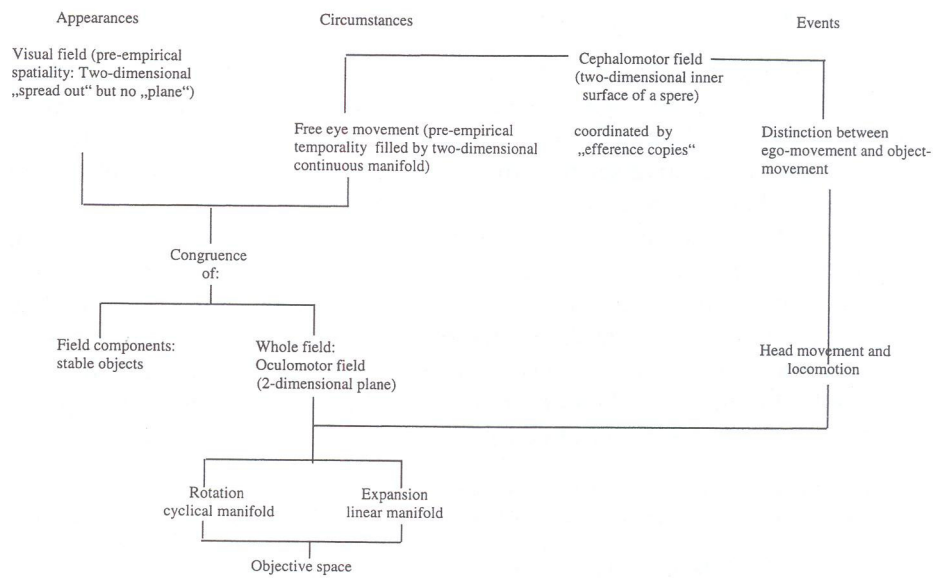 Appearances
Circumstances
Events
Visual field (pre-empirical
spatiality: Two-dimensional
„spread out“ but no „plane“)
Cephalomotor field
(two-dimensional inner
surface of a spere)
Free eye movement (pre-empirical
temporality filled by two-dimensional
continuous manifold)
coordinated by
„efference copies“
Distinction between
ego-movement and object-
movement
Congruence
of:
Field components:
stable objects
Whole field:
Oculomotor field
(2-dimensional plane)
Head movement and
locomotion
Rotation
cyclical manifold
Expansion
linear manifold
Objective space